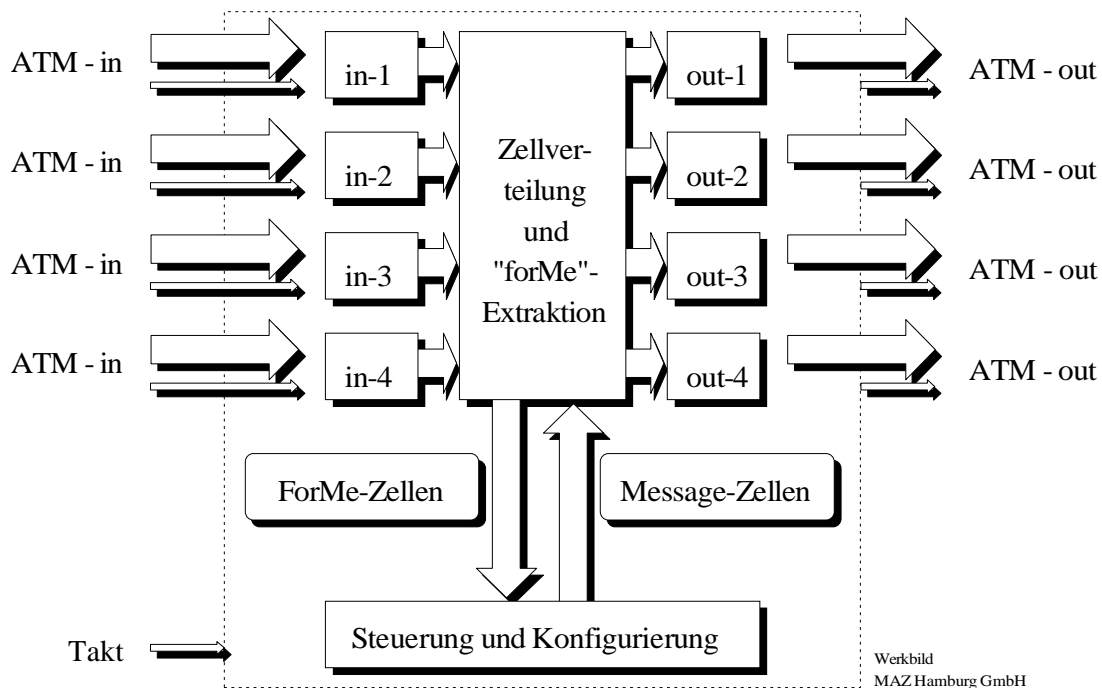 ATM - in
in-1
out-1
ATM - out
ATM - in
in-2
out-2
ATM - out
ATM - in
in-3
out-3
ATM - out
ATM - in
in-4
out-4
ATM - out
Zellver-
teilung
und
"forMe"-
Extraktion
ForMe-Zellen
Message-Zellen
Steuerung und Konfigurierung
Takt
Werkbild
MAZ Hamburg GmbH